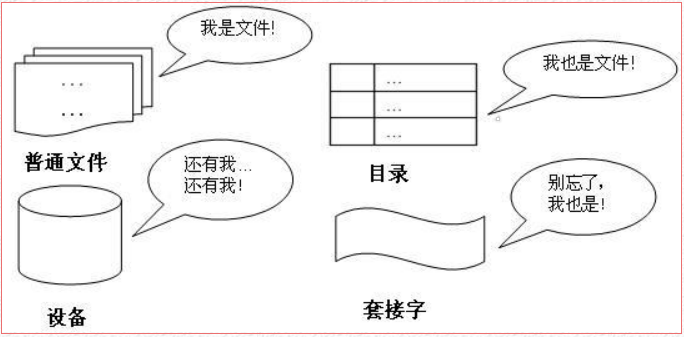 我是文件!
我也是文件!
...
...
...
...
...
普通文件
目录
还有我...
还有我!
别忘了，
我也是!
设备
套接字